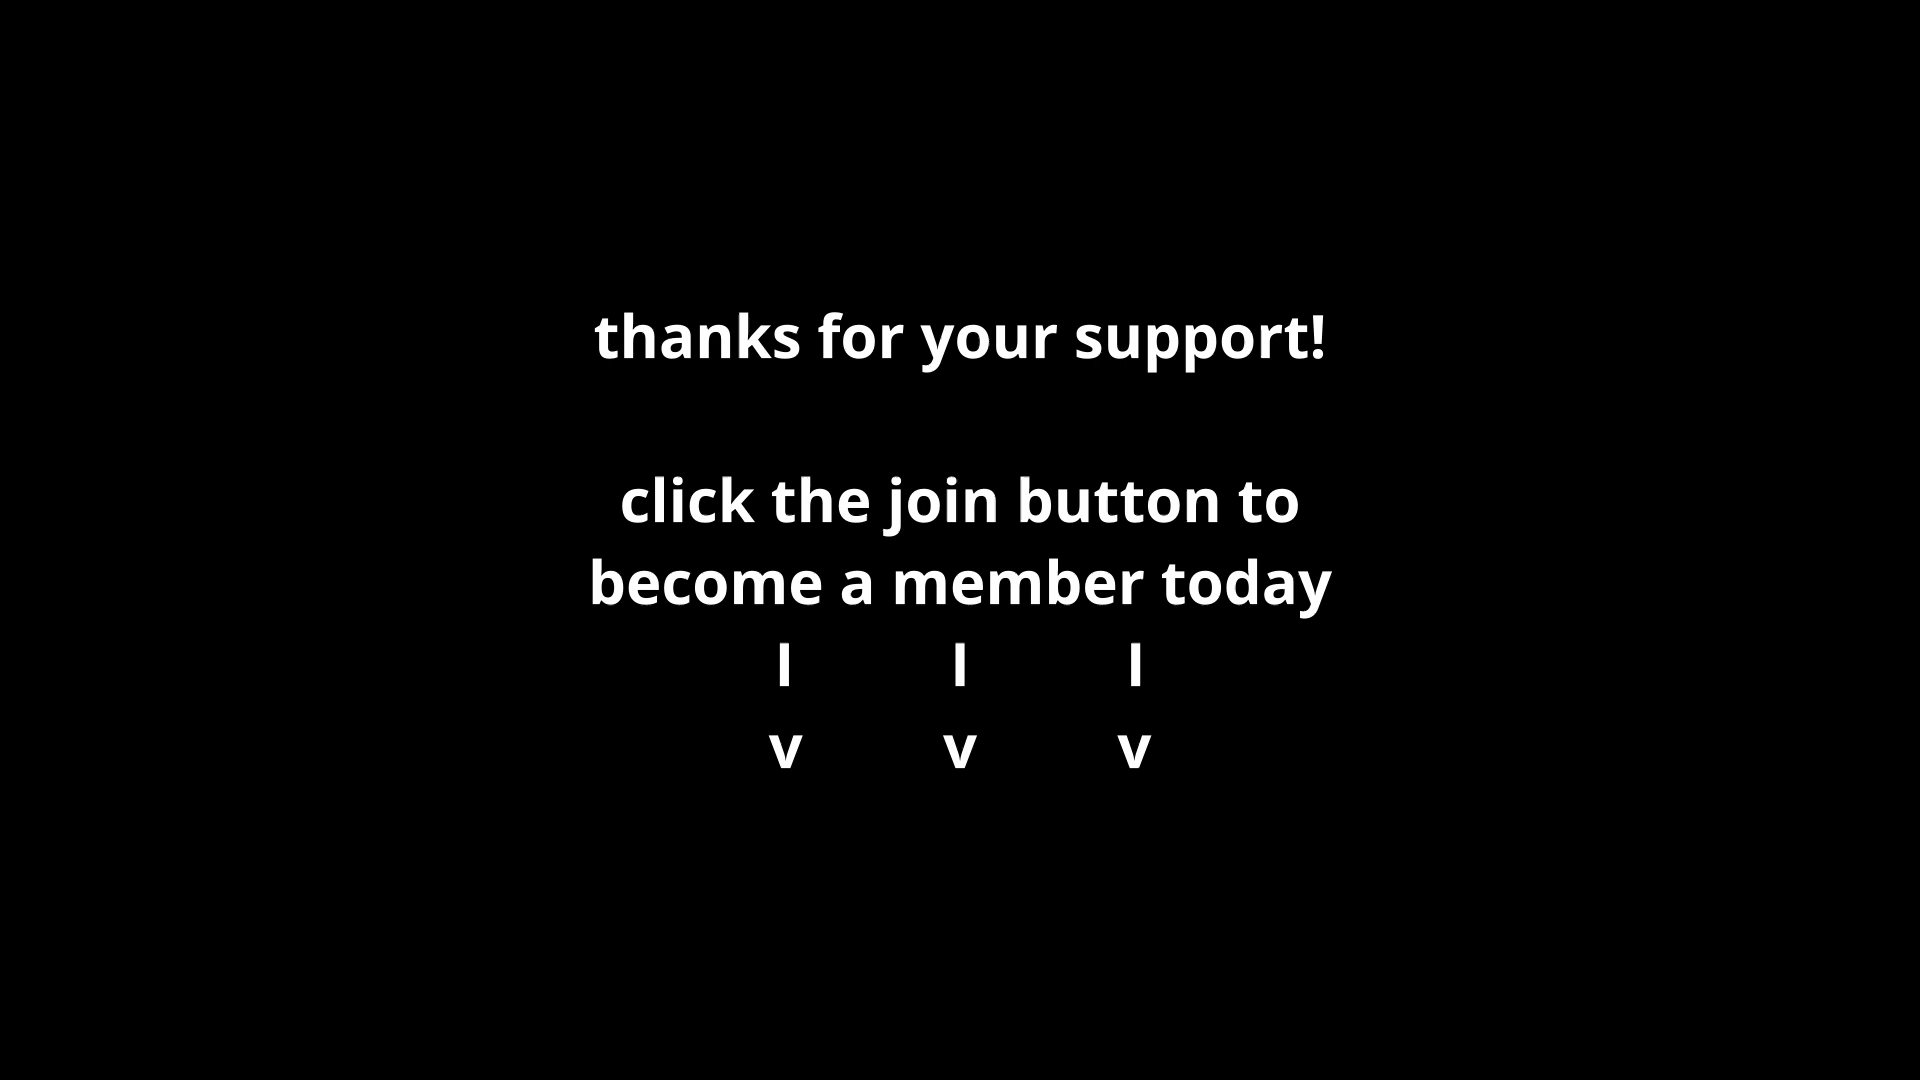 thanks for your support!
click the join button to
become a member today
l l l
v v v